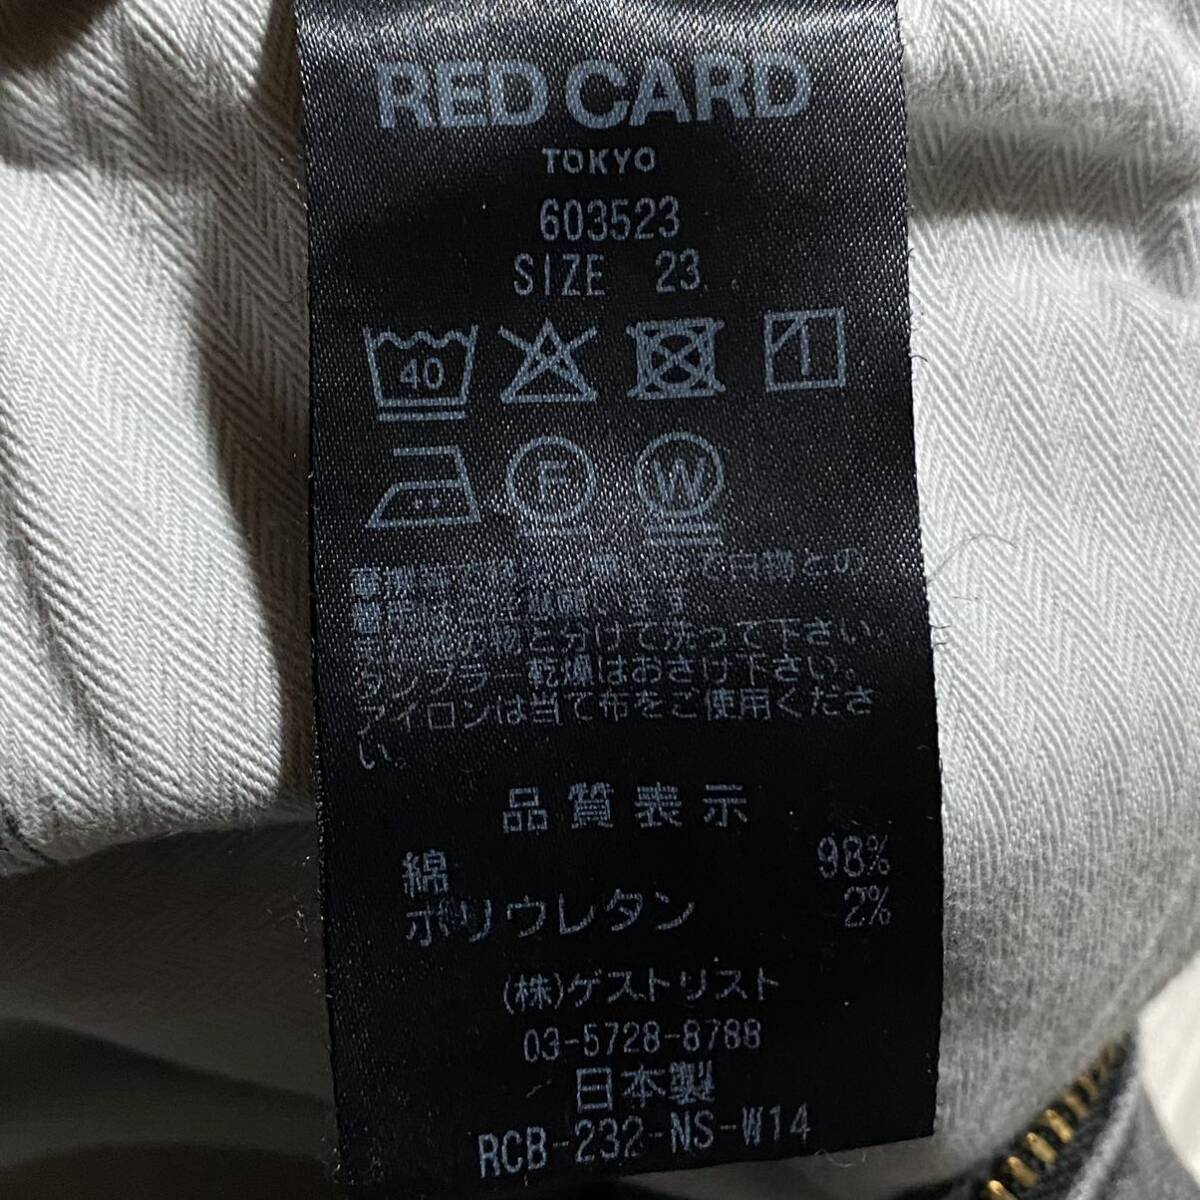 RED CARD
TOKYO
603523
SIZE 23
40
F W
白物との
他の物と分けて洗って下さい。
タンブラー乾燥はおさけ下さい。
アイロンは当て布をご使用くださ
い。
品質表示
綿 98%
ポリウレタン 2%
(株)ゲストリスト
03-5728-8788
日本製
RCB-232-NS-W14